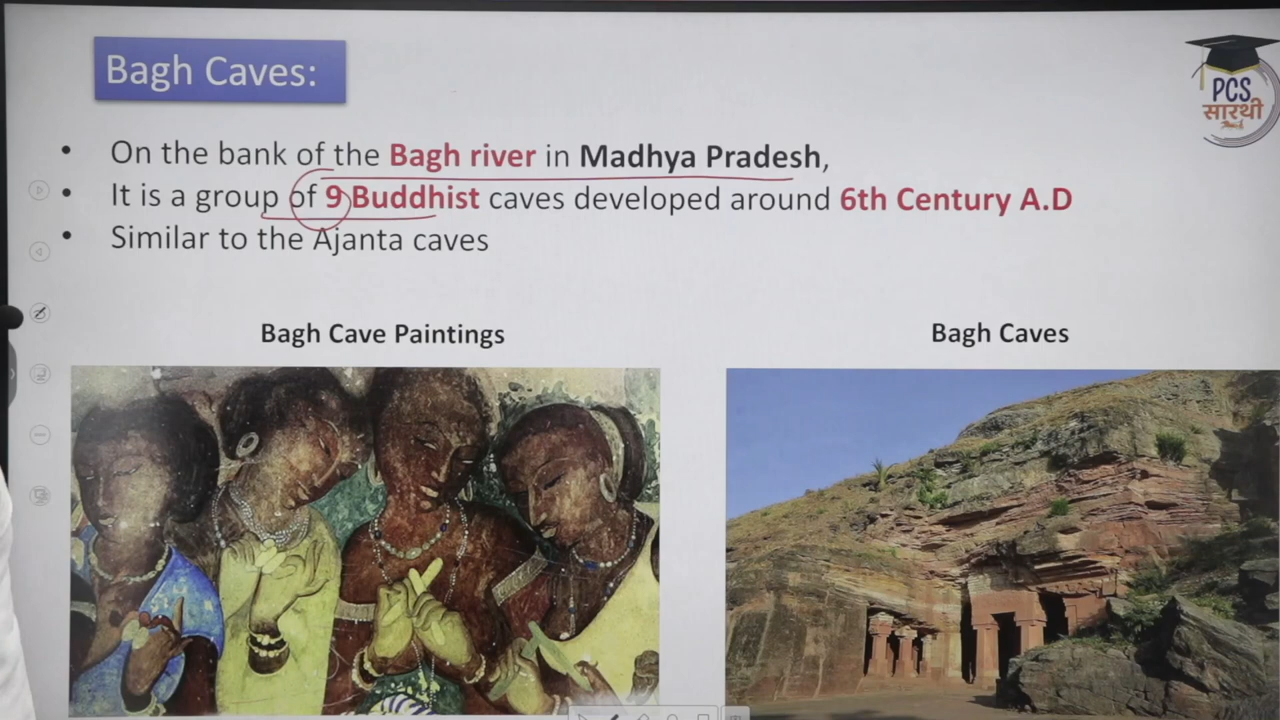 Bagh Caves:
PCS
सारथी
• On the bank of the Bagh river in Madhya Pradesh,
• It is a group of 9 Buddhist caves developed around 6th Century A.D
• Similar to the Ajanta caves
Bagh Cave Paintings
Bagh Caves